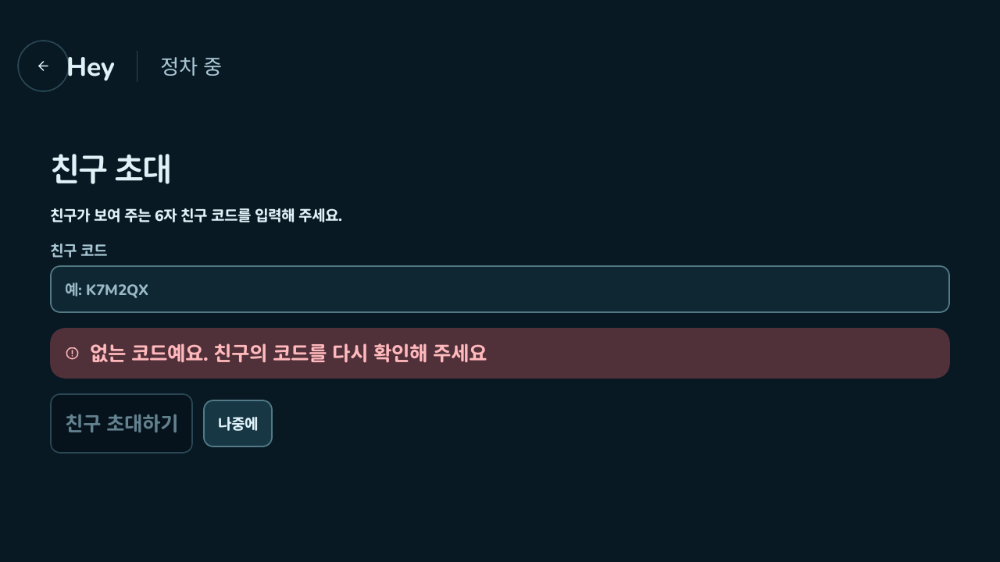 Hey
정차 중
친구 초대
친구가 보여 주는 6자 친구 코드를 입력해 주세요.
친구 코드
예: K7M2QX
없는 코드예요. 친구의 코드를 다시 확인해 주세요
친구 초대하기
나중에